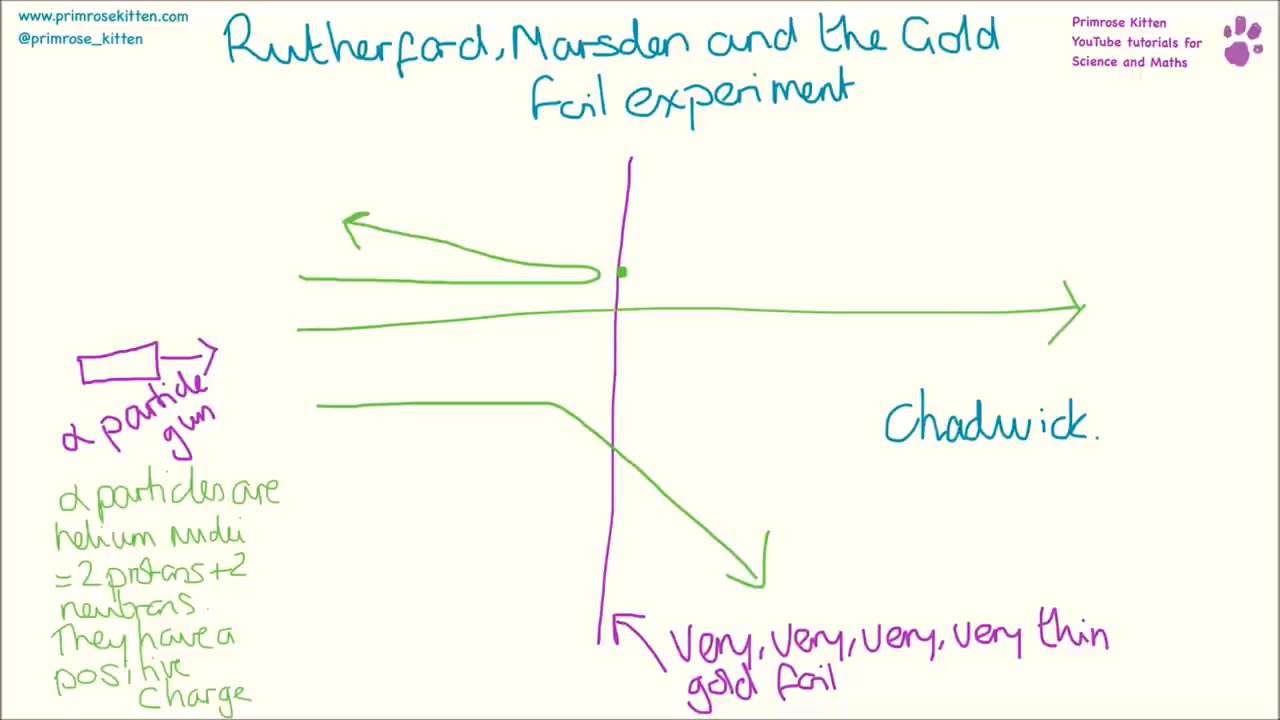 www.primrosekitten.com
@primrose_kitten
Rutherford, Marsden and the Gold
foil experiment
Primrose Kitten
YouTube tutorials for
Science and Maths
α particle
gun
Chadwick.
α particles are
helium nuclei
=2 protons+2
neutrons.
They have a
positive
charge
Very, very, very, very thin
gold foil